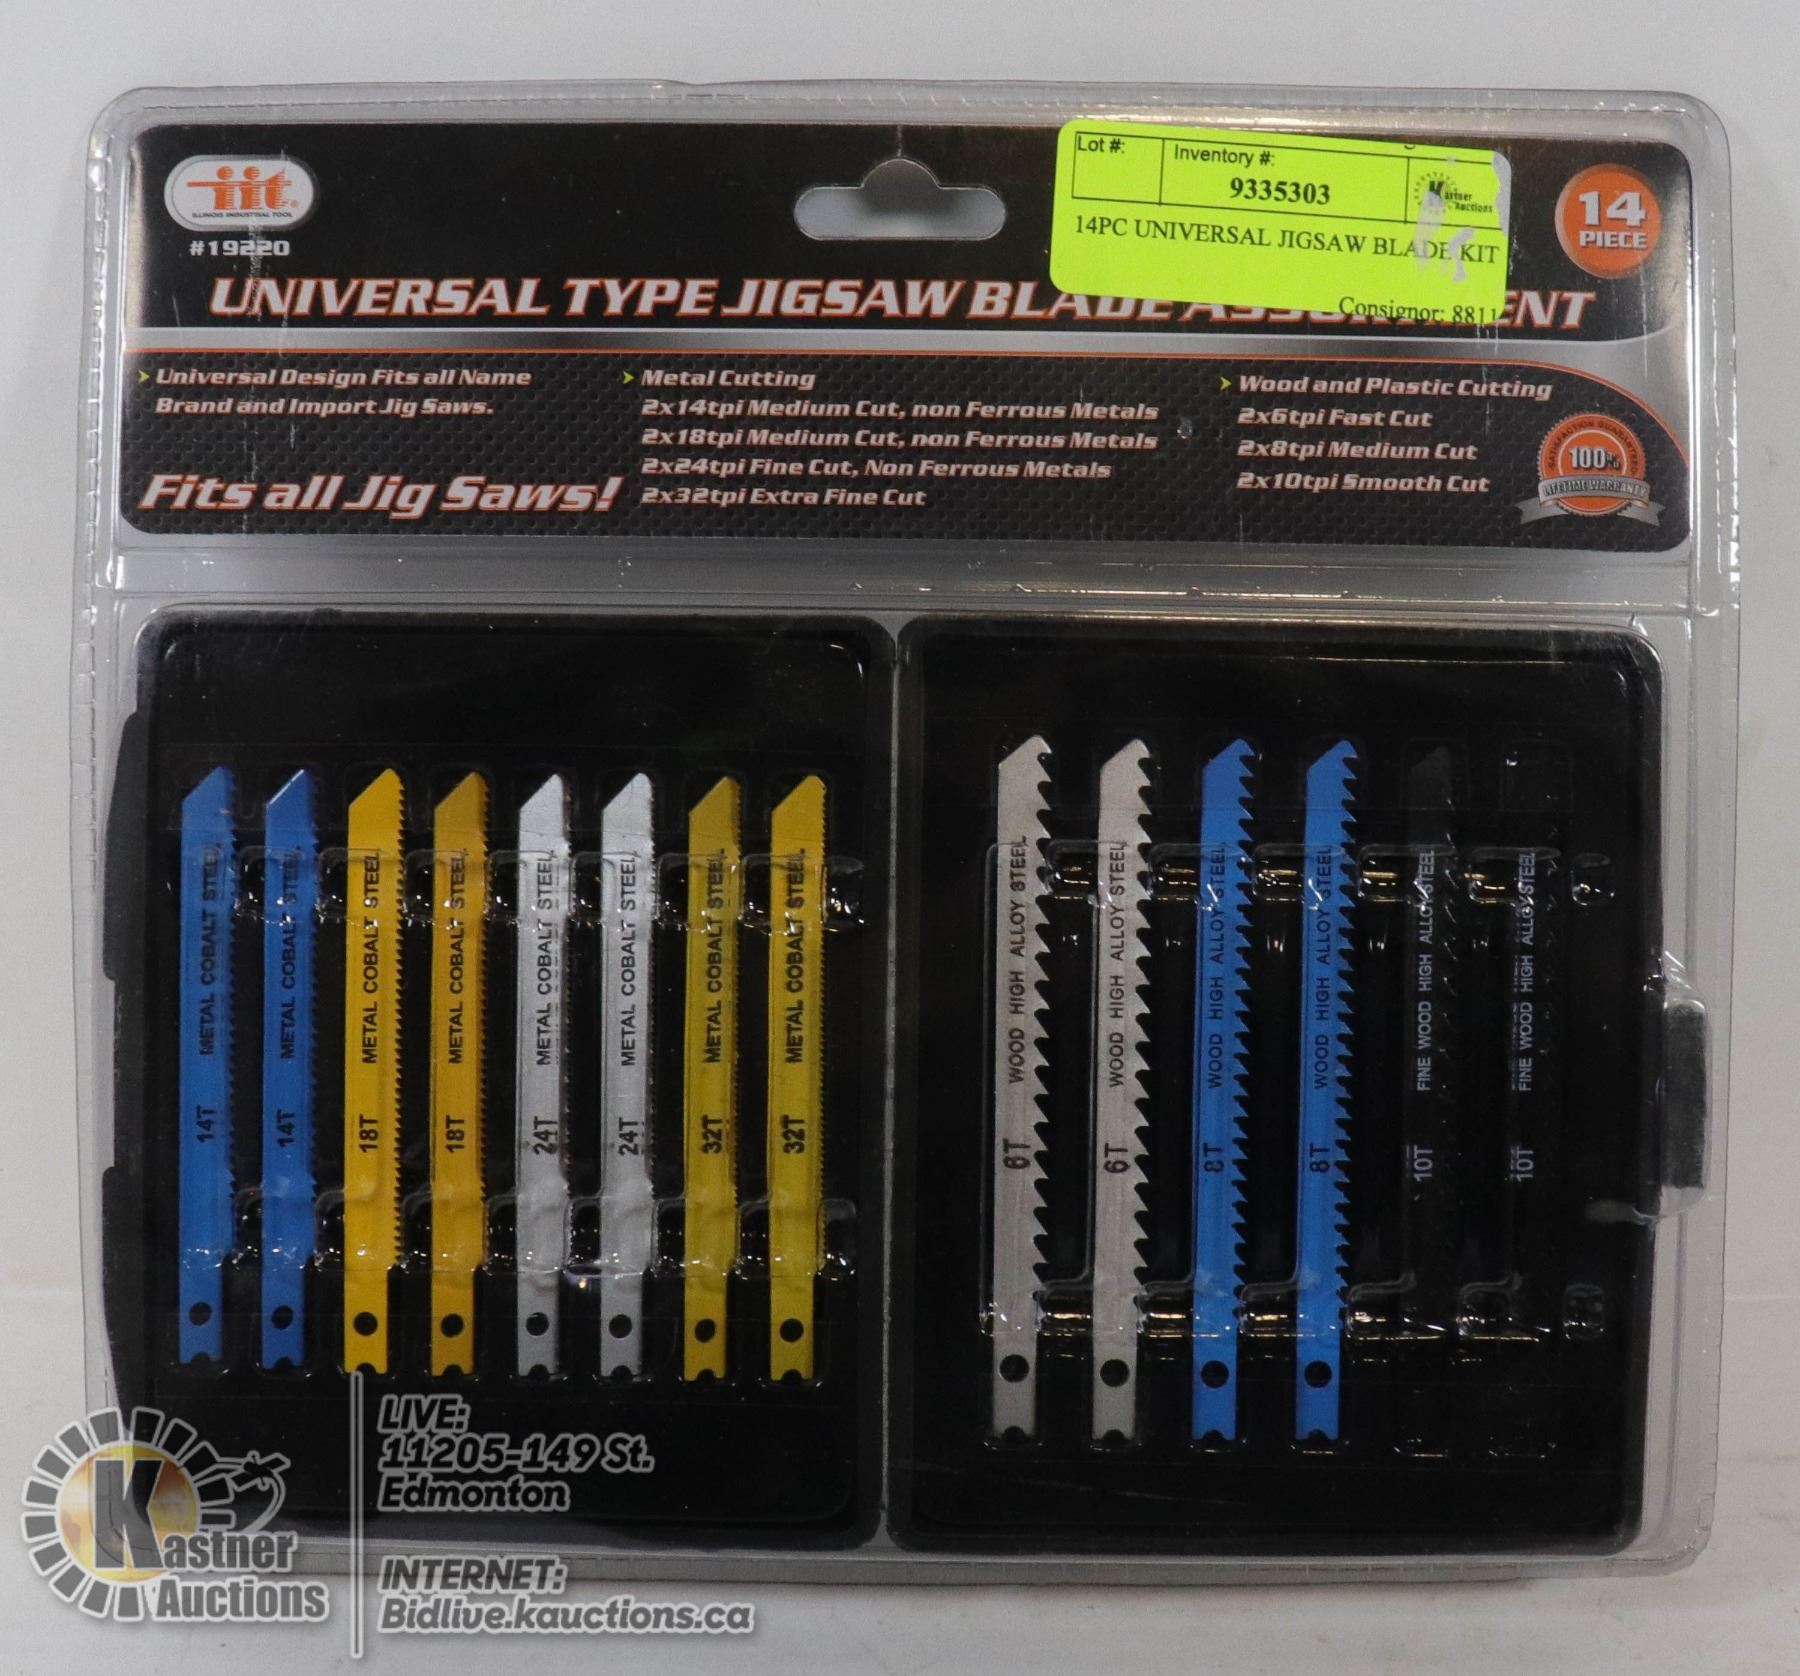 iit®
ILLINOIS INDUSTRIAL TOOL
#19220
Lot #:
Inventory #:
9335303
Kastner Auctions
14PC UNIVERSAL JIGSAW BLADE KIT
Consignor: 8811
14
PIECE
UNIVERSAL TYPE JIGSAW BLADE
Universal Design Fits all Name
Brand and Import Jig Saws.
Fits all Jig Saws!
Metal Cutting
2x14tpi Medium Cut, non Ferrous Metals
2x18tpi Medium Cut, non Ferrous Metals
2x24tpi Fine Cut, Non Ferrous Metals
2x32tpi Extra Fine Cut
Wood and Plastic Cutting
2x6tpi Fast Cut
2x8tpi Medium Cut
2x10tpi Smooth Cut
SATISFACTION GUARANTEED
100%
LIFETIME WARRANTY
14T METAL COBALT STEEL
14T METAL COBALT STEEL
18T METAL COBALT STEEL
18T METAL COBALT STEEL
24T METAL COBALT STEEL
24T METAL COBALT STEEL
32T METAL COBALT STEEL
32T METAL COBALT STEEL
6T WOOD HIGH ALLOY STEEL
6T WOOD HIGH ALLOY STEEL
8T WOOD HIGH ALLOY STEEL
8T WOOD HIGH ALLOY STEEL
10T FINE WOOD HIGH ALLOY STEEL
10T FINE WOOD HIGH ALLOY STEEL
Kastner
Auctions
LIVE:
11205-149 St.
Edmonton
INTERNET:
Bidlive.kauctions.ca